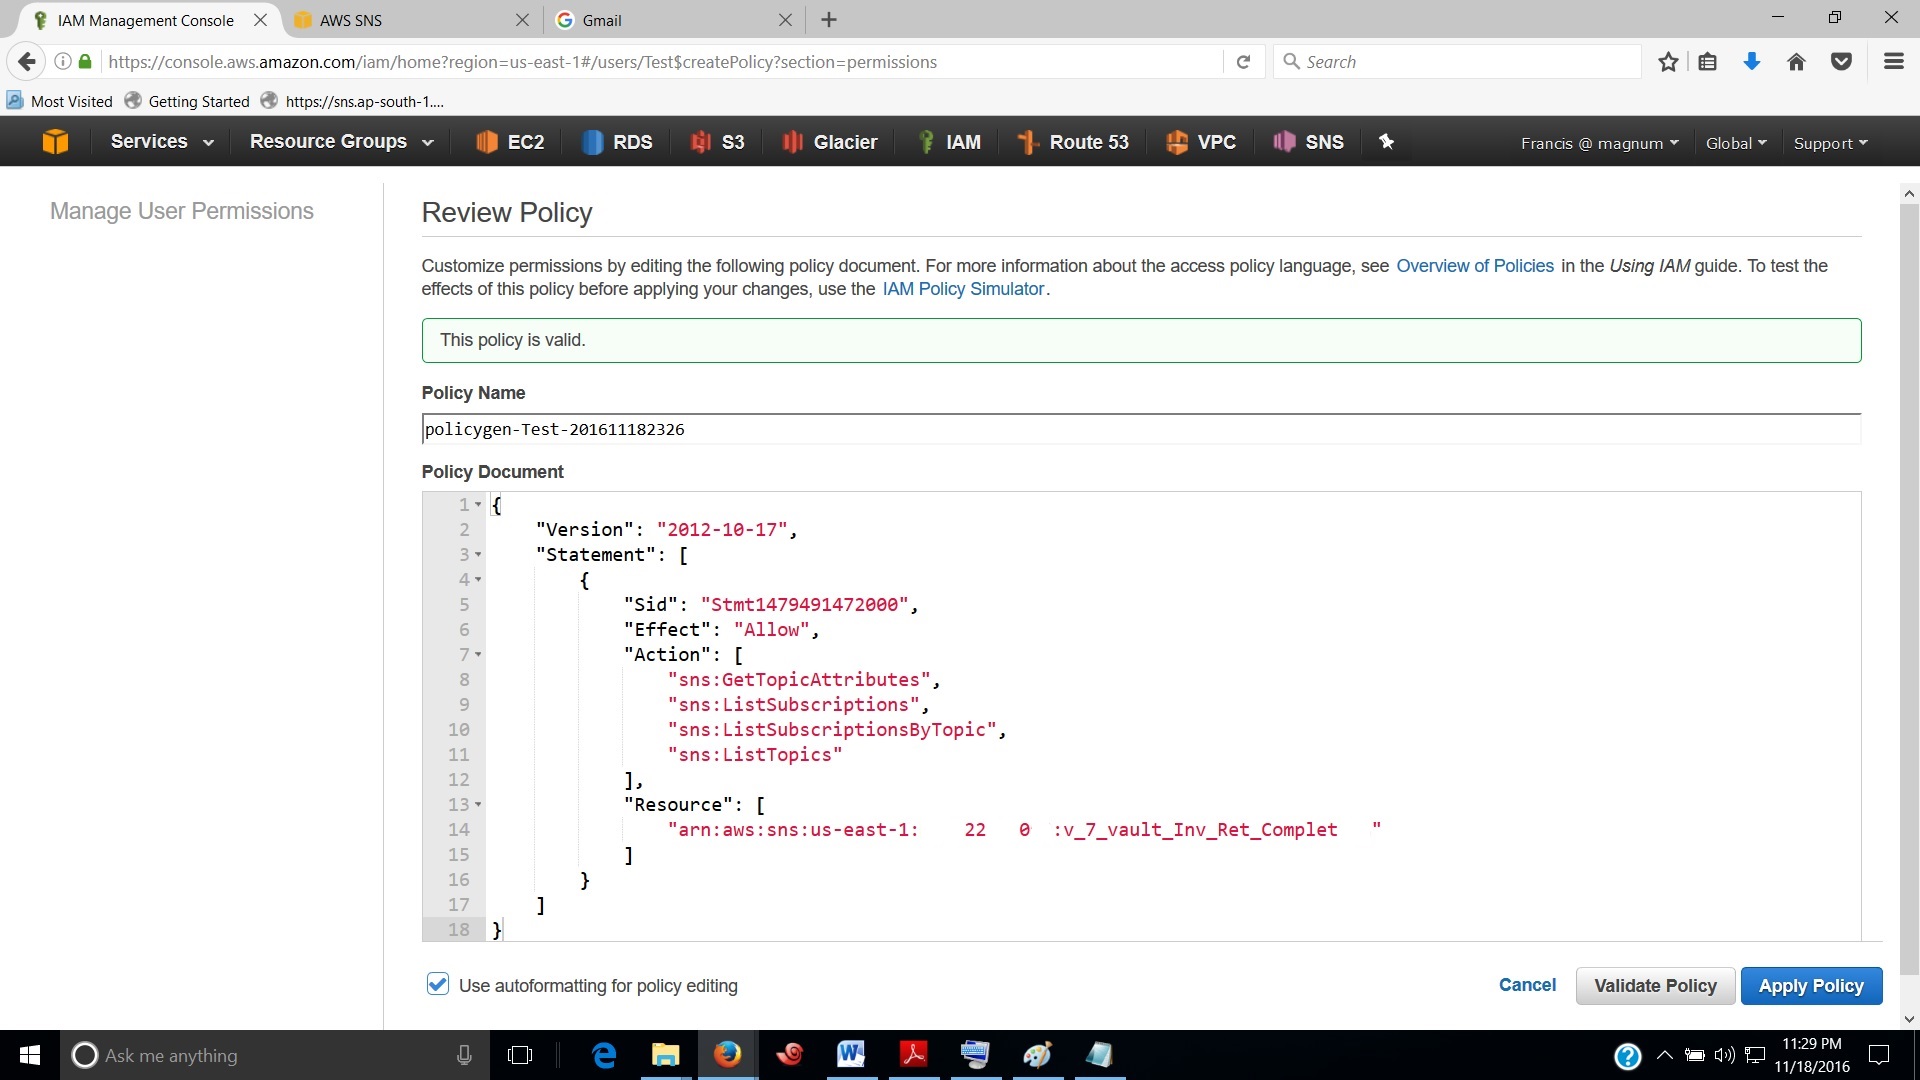 IAM Management Console
AWS SNS
Gmail
https://console.aws.amazon.com/iam/home?region=us-east-1#/users/Test$createPolicy?section=permissions
Search
Most Visited
Getting Started
https://sns.ap-south-1....
Services
Resource Groups
EC2
RDS
S3
Glacier
IAM
Route 53
VPC
SNS
Francis @ magnum
Global
Support
Manage User Permissions
Review Policy
Customize permissions by editing the following policy document. For more information about the access policy language, see Overview of Policies in the Using IAM guide. To test the
effects of this policy before applying your changes, use the IAM Policy Simulator.
This policy is valid.
Policy Name
policygen-Test-201611182326
Policy Document
1 {
2 "Version": "2012-10-17",
3 "Statement": [
4 {
5 "Sid": "Stmt1479491472000",
6 "Effect": "Allow",
7 "Action": [
8 "sns:GetTopicAttributes",
9 "sns:ListSubscriptions",
10 "sns:ListSubscriptionsByTopic",
11 "sns:ListTopics"
12 ],
13 "Resource": [
14 "arn:aws:sns:us-east-1: 22 0 :v_7_vault_Inv_Ret_Complet "
15 ]
16 }
17 ]
18 }
Use autoformatting for policy editing
Cancel
Validate Policy
Apply Policy
Ask me anything
11:29 PM
11/18/2016